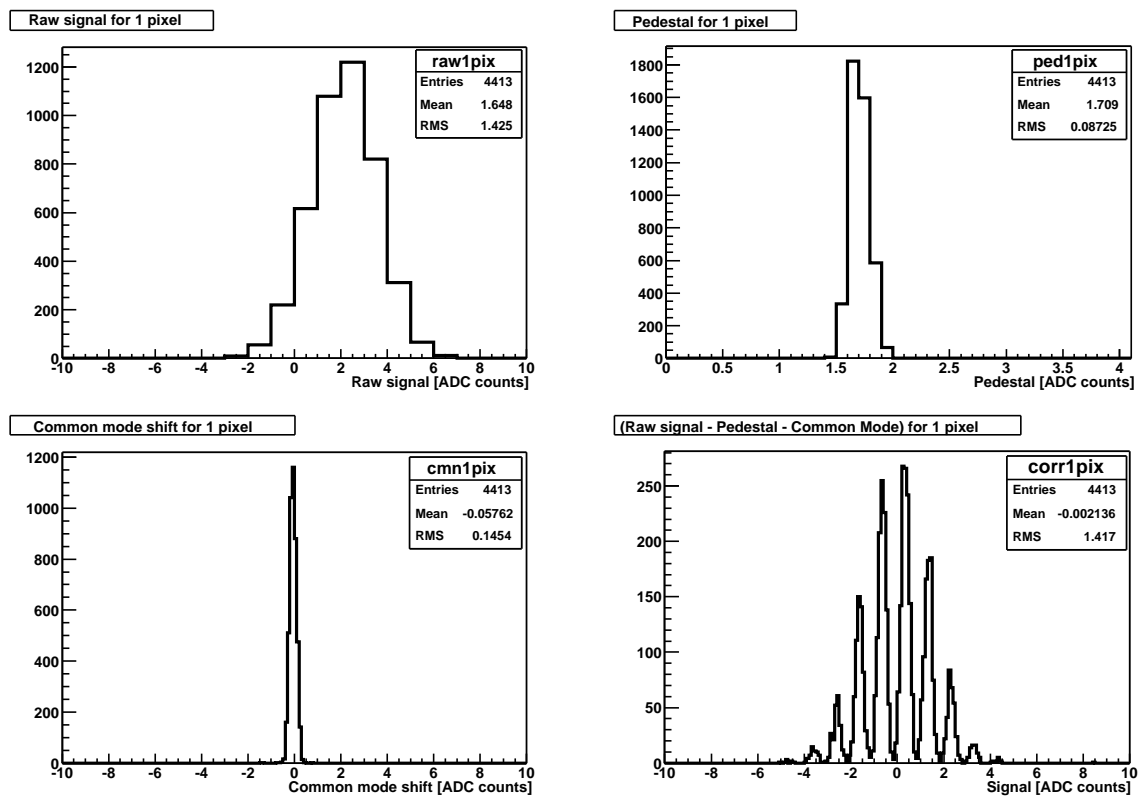 Raw signal for 1 pixel
raw1pix
Entries 4413
Mean 1.648
RMS 1.425
1200
1000
800
600
400
200
0
-10 -8 -6 -4 -2 0 2 4 6 8 10
Raw signal [ADC counts]
Pedestal for 1 pixel
ped1pix
Entries 4413
Mean 1.709
RMS 0.08725
1800
1600
1400
1200
1000
800
600
400
200
0
0 0.5 1 1.5 2 2.5 3 3.5 4
Pedestal [ADC counts]
Common mode shift for 1 pixel
cmn1pix
Entries 4413
Mean -0.05762
RMS 0.1454
1200
1000
800
600
400
200
0
-10 -8 -6 -4 -2 0 2 4 6 8 10
Common mode shift [ADC counts]
(Raw signal - Pedestal - Common Mode) for 1 pixel
corr1pix
Entries 4413
Mean -0.002136
RMS 1.417
250
200
150
100
50
0
-10 -8 -6 -4 -2 0 2 4 6 8 10
Signal [ADC counts]